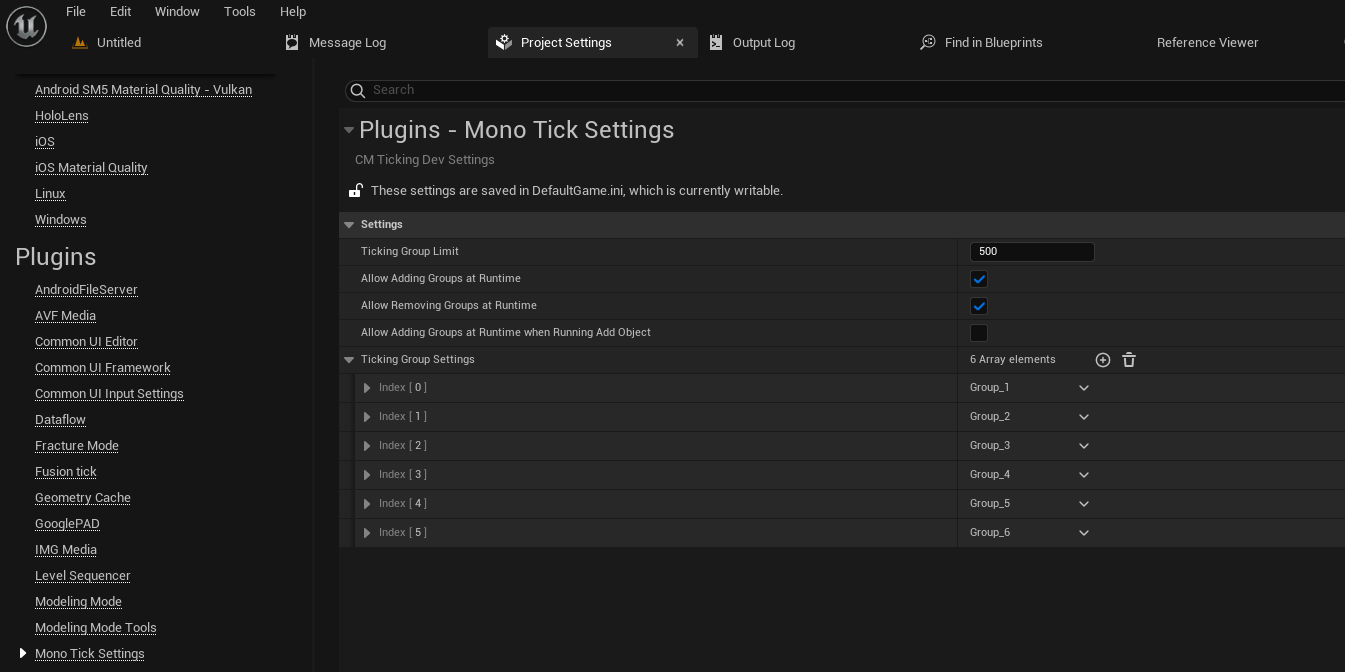 File Edit Window Tools Help
Untitled Message Log Project Settings Output Log Find in Blueprints Reference Viewer
Android SM5 Material Quality - Vulkan
HoloLens
iOS
iOS Material Quality
Linux
Windows
Plugins
AndroidFileServer
AVF Media
Common UI Editor
Common UI Framework
Common UI Input Settings
Dataflow
Fracture Mode
Fusion tick
Geometry Cache
GooglePAD
IMG Media
Level Sequencer
Modeling Mode
Modeling Mode Tools
Mono Tick Settings
Search
Plugins - Mono Tick Settings
CM Ticking Dev Settings
These settings are saved in DefaultGame.ini, which is currently writable.
Settings
Ticking Group Limit 500
Allow Adding Groups at Runtime
Allow Removing Groups at Runtime
Allow Adding Groups at Runtime when Running Add Object
Ticking Group Settings 6 Array elements
Index [ 0 ] Group_1
Index [ 1 ] Group_2
Index [ 2 ] Group_3
Index [ 3 ] Group_4
Index [ 4 ] Group_5
Index [ 5 ] Group_6